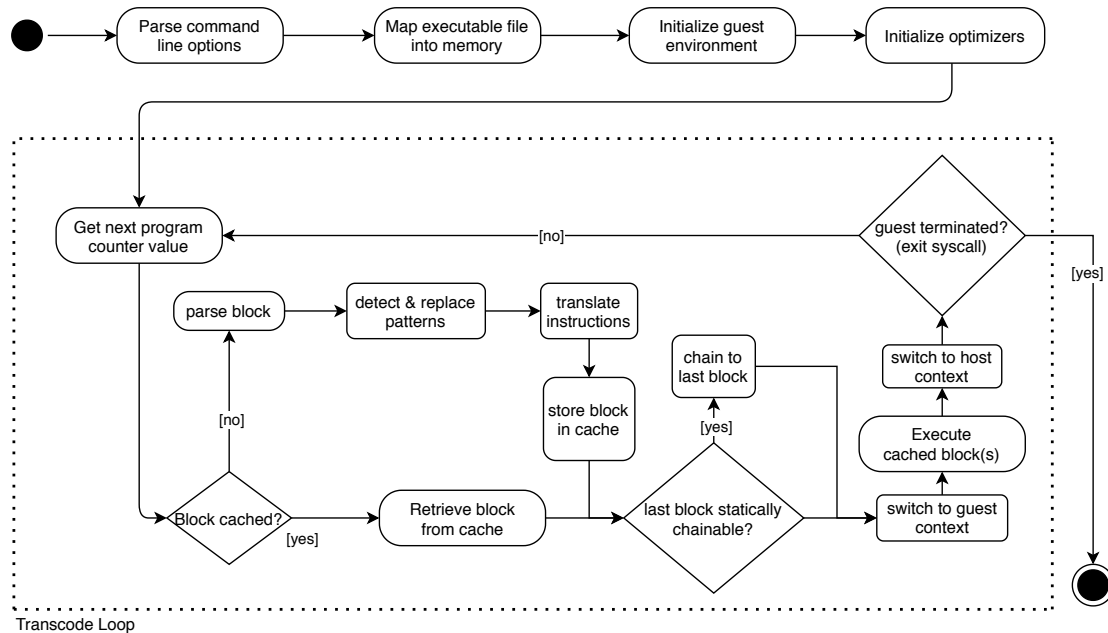 Parse command
line options
Map executable file
into memory
Initialize guest
environment
Initialize optimizers
Get next program
counter value
[no]
guest terminated?
(exit syscall)
[yes]
parse block
detect & replace
patterns
translate
instructions
chain to
last block
switch to host
context
store block
in cache
[no]
[yes]
Execute
cached block(s)
Block cached?
[yes]
Retrieve block
from cache
last block statically
chainable?
switch to guest
context
Transcode Loop